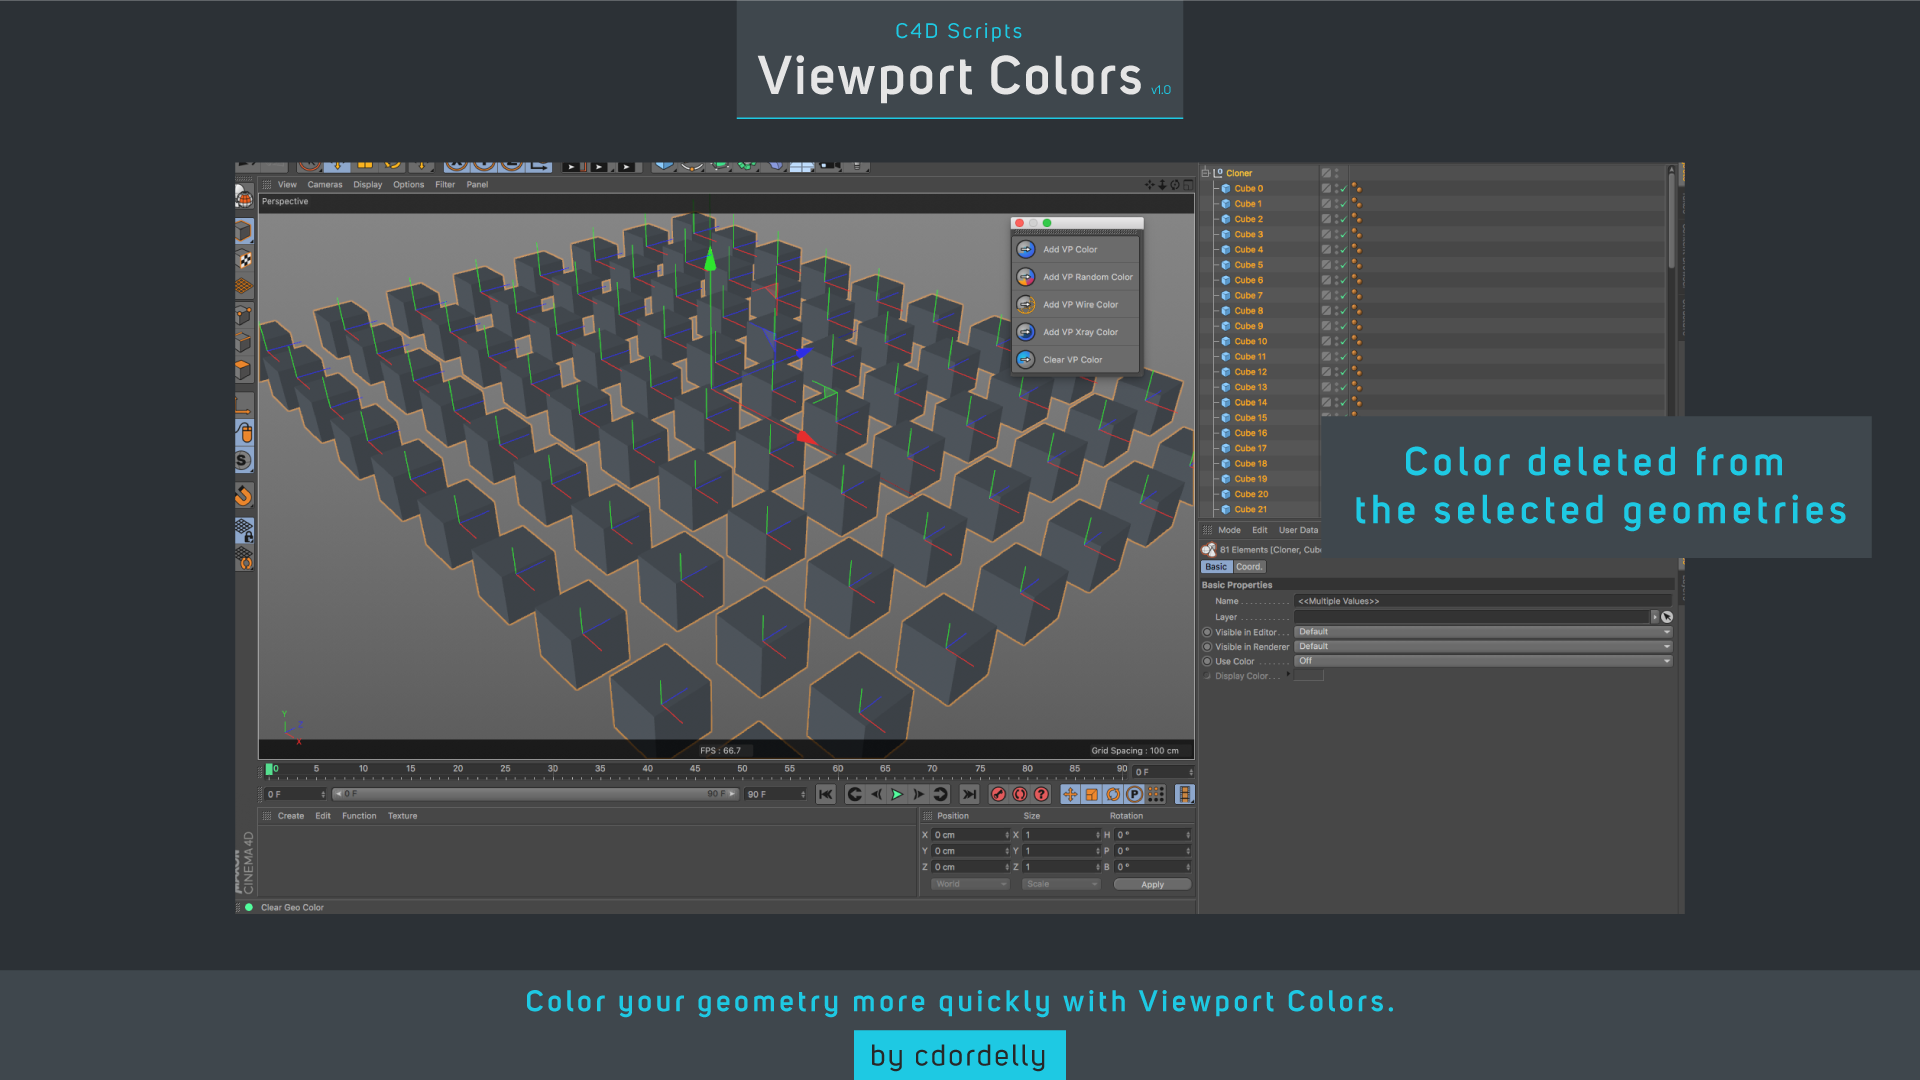 C4D Scripts
Viewport Colors v1.0
View Cameras Display Options Filter Panel
Perspective
Add VP Color
Add VP Random Color
Add VP Wire Color
Add VP Xray Color
Clear VP Color
Y
Z
X
FPS : 66.7
Grid Spacing : 100 cm
0 5 10 15 20 25 30 35 40 45 50 55 60 65 70 75 80 85 90
0 F
0 F
0 F
90 F
90 F
Create Edit Function Texture
Position Size Rotation
X 0 cm X 1 H 0 °
Y 0 cm Y 1 P 0 °
Z 0 cm Z 1 B 0 °
World Scale Apply
MAXON
CINEMA 4D
Clear Geo Color
Cloner
Cube 0
Cube 1
Cube 2
Cube 3
Cube 4
Cube 5
Cube 6
Cube 7
Cube 8
Cube 9
Cube 10
Cube 11
Cube 12
Cube 13
Cube 14
Cube 15
Cube 16
Cube 17
Cube 18
Cube 19
Cube 20
Cube 21
Color deleted from
the selected geometries
Mode Edit User Data
81 Elements [Cloner, Cube
Basic Coord.
Basic Properties
Name <<Multiple Values>>
Layer
Visible in Editor Default
Visible in Renderer Default
Use Color Off
Display Color
Color your geometry more quickly with Viewport Colors.
by cdordelly